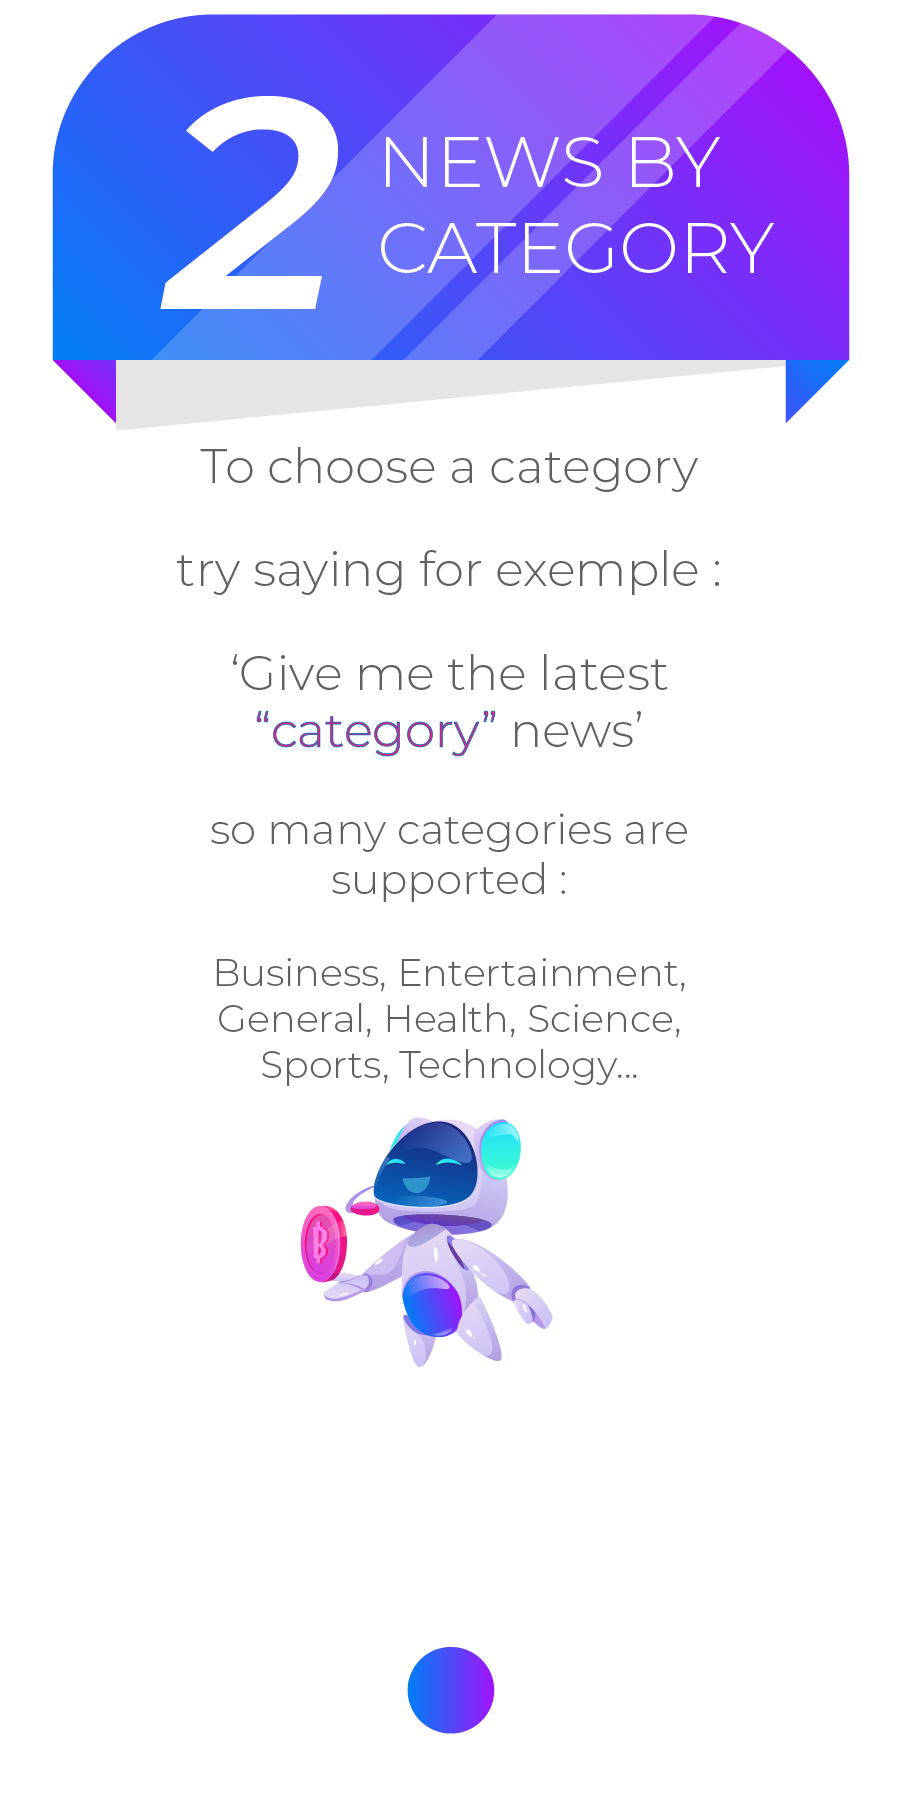 2
NEWS BY
CATEGORY
To choose a category
try saying for exemple :
‘Give me the latest
“category” news’
so many categories are
supported :
Business, Entertainment,
General, Health, Science,
Sports, Technology...